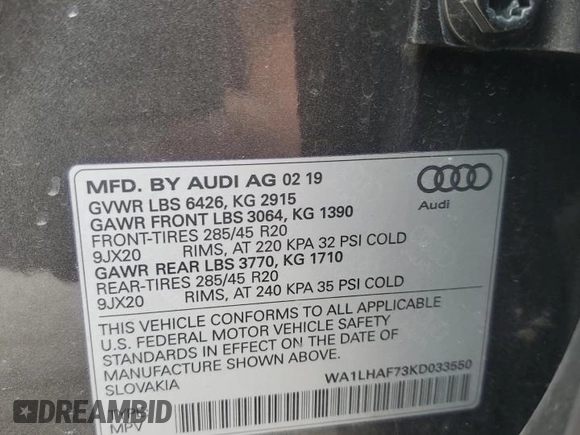 MFD. BY AUDI AG 02 19
GVWR LBS 6426, KG 2915
GAWR FRONT LBS 3064, KG 1390
FRONT-TIRES 285/45 R20
9JX20 RIMS, AT 220 KPA 32 PSI COLD
GAWR REAR LBS 3770, KG 1710
REAR-TIRES 285/45 R20
9JX20 RIMS, AT 240 KPA 35 PSI COLD
Audi
THIS VEHICLE CONFORMS TO ALL APPLICABLE
U.S. FEDERAL MOTOR VEHICLE SAFETY
STANDARDS IN EFFECT ON THE DATE OF
MANUFACTURE SHOWN ABOVE.
SLOVAKIA WA1LHAF73KD033550
MPV
DREAMBID